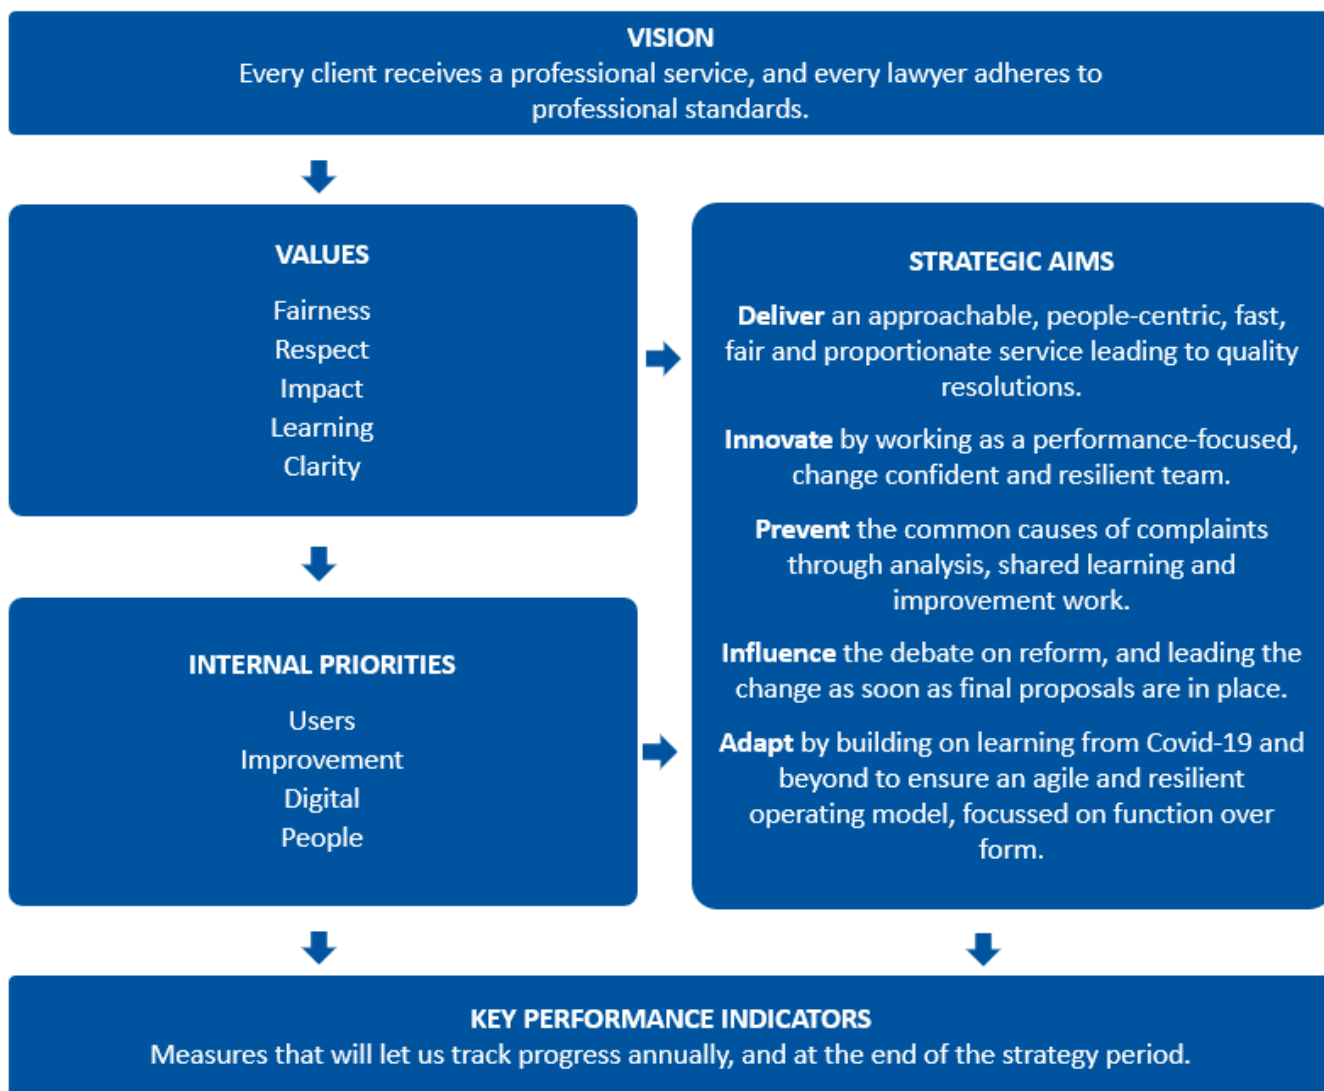 VISION
Every client receives a professional service, and every lawyer adheres to
professional standards.
VALUES
Fairness
Respect
Impact
Learning
Clarity
INTERNAL PRIORITIES
Users
Improvement
Digital
People
STRATEGIC AIMS
Deliver an approachable, people-centric, fast,
fair and proportionate service leading to quality
resolutions.
Innovate by working as a performance-focused,
change confident and resilient team.
Prevent the common causes of complaints
through analysis, shared learning and
improvement work.
Influence the debate on reform, and leading the
change as soon as final proposals are in place.
Adapt by building on learning from Covid-19 and
beyond to ensure an agile and resilient
operating model, focussed on function over
form.
KEY PERFORMANCE INDICATORS
Measures that will let us track progress annually, and at the end of the strategy period.